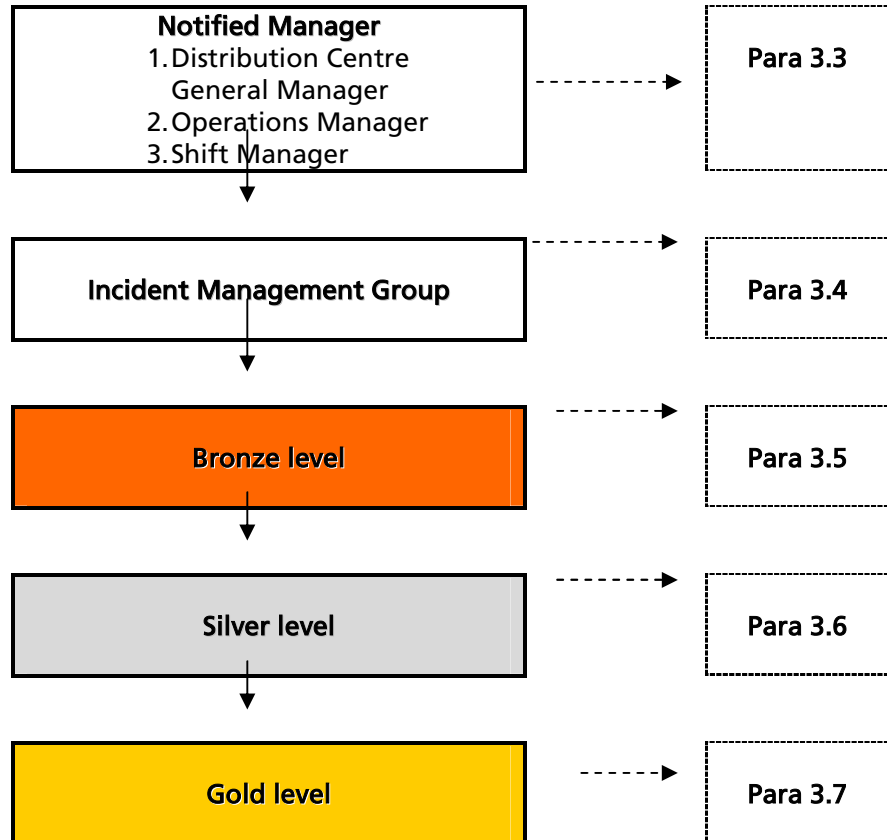 Notified Manager
1. Distribution Centre
General Manager
2. Operations Manager
3. Shift Manager
Para 3.3
Incident Management Group
Para 3.4
Bronze level
Para 3.5
Silver level
Para 3.6
Gold level
Para 3.7